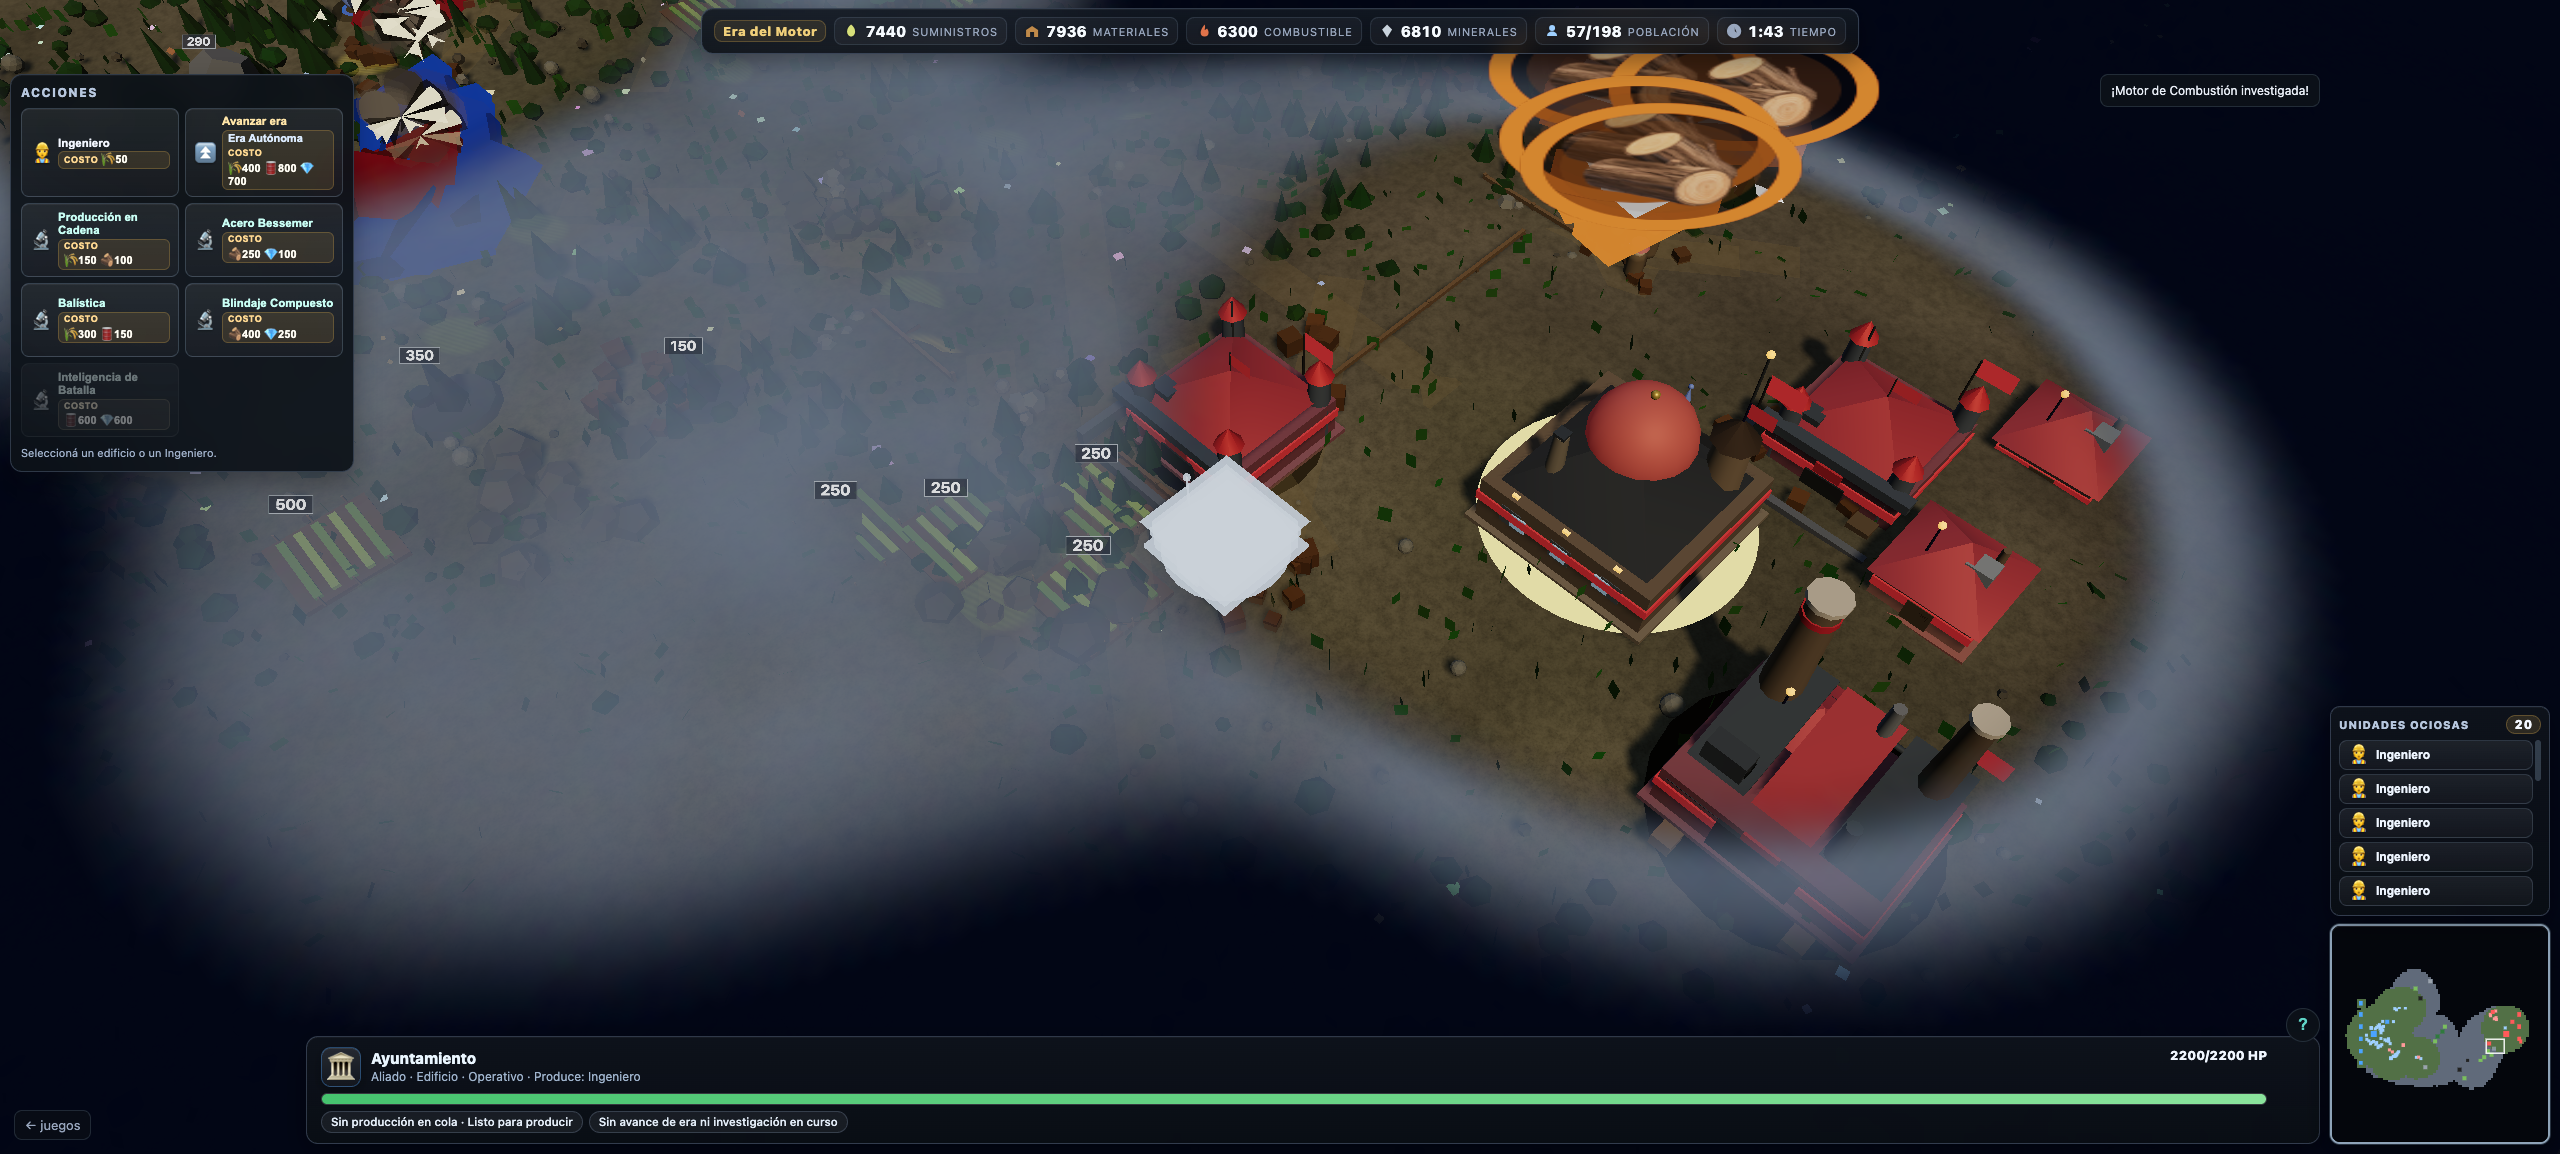 Era del Motor
7440 SUMINISTROS
7936 MATERIALES
6300 COMBUSTIBLE
6810 MINERALES
57/198 POBLACIÓN
1:43 TIEMPO
290
¡Motor de Combustión investigada!
ACCIONES
Ingeniero
COSTO 50
Avanzar era
Era Autónoma
COSTO
400 800
700
Producción en
Cadena
COSTO
150 100
Acero Bessemer
COSTO
250 100
Balística
COSTO
300 150
Blindaje Compuesto
COSTO
400 250
Inteligencia de
Batalla
COSTO
600 600
Seleccioná un edificio o un Ingeniero.
350
150
250
250
250
500
250
UNIDADES OCIOSAS 20
Ingeniero
Ingeniero
Ingeniero
Ingeniero
Ingeniero
?
Ayuntamiento
2200/2200 HP
Aliado · Edificio · Operativo · Produce: Ingeniero
Sin producción en cola · Listo para producir
Sin avance de era ni investigación en curso
← juegos